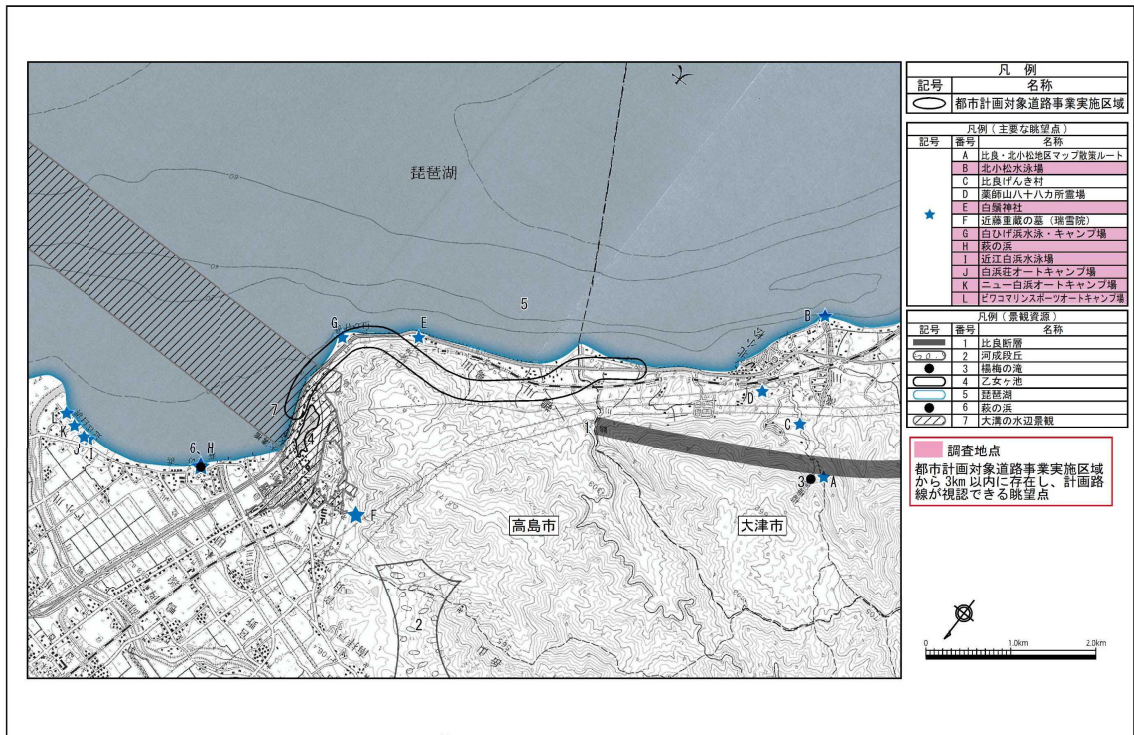 琵琶湖
5
G
E
B
7
4
D
L
K
J
I
6、H
1
C
3
A
F
高島市
大津市
2
凡 例
記号 名称
都市計画対象道路事業実施区域
凡例（主要な眺望点）
記号 番号 名称
A 比良・北小松地区マップ散策ルート
B 北小松水泳場
C 比良げんき村
D 薬師山八十八カ所霊場
E 白鬚神社
F 近藤重蔵の墓（瑞雪院）
G 白ひげ浜水泳・キャンプ場
H 萩の浜
I 近江白浜水泳場
J 白浜荘オートキャンプ場
K ニュー白浜オートキャンプ場
L ビワコマリンスポーツオートキャンプ場
凡例（景観資源）
記号 番号 名称
1 比良断層
2 河成段丘
3 楊梅の滝
4 乙女ヶ池
5 琵琶湖
6 萩の浜
7 大溝の水辺景観
調査地点
都市計画対象道路事業実施区域
から 3km 以内に存在し、計画路
線が視認できる眺望点
0 1.0km 2.0km